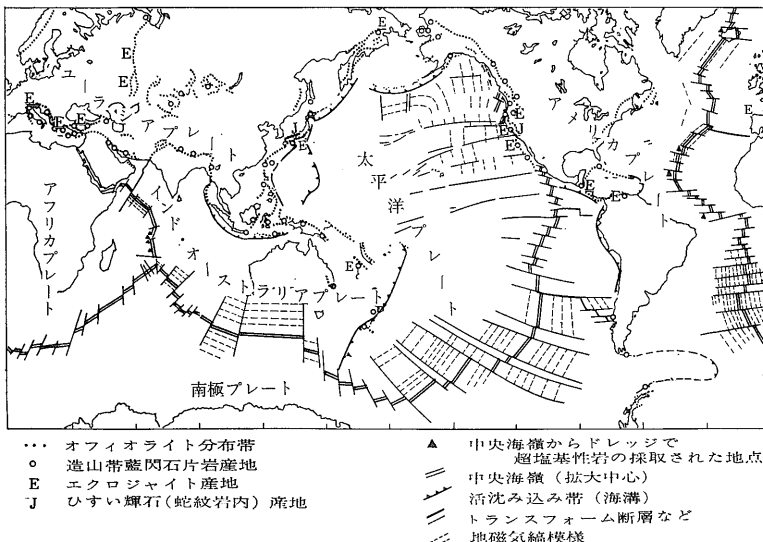 ユーラシアプレート
アメリカプレート
太平洋プレート
アフリカプレート
インドオーストラリアプレート
南極プレート
E
E
E
E
E
E
E
J
E
E
E
J
E
E
E
E
E
… オフィオライト分布帯
○ 造山帯藍閃石片岩産地
E エクロジャイト産地
J ひすい輝石(蛇紋岩内)産地
▲ 中央海嶺からドレッジで
超塩基性岩の採取された地点
中央海嶺(拡大中心)
活沈み込み帯(海溝)
トランスフォーム断層など
地磁気縞模様